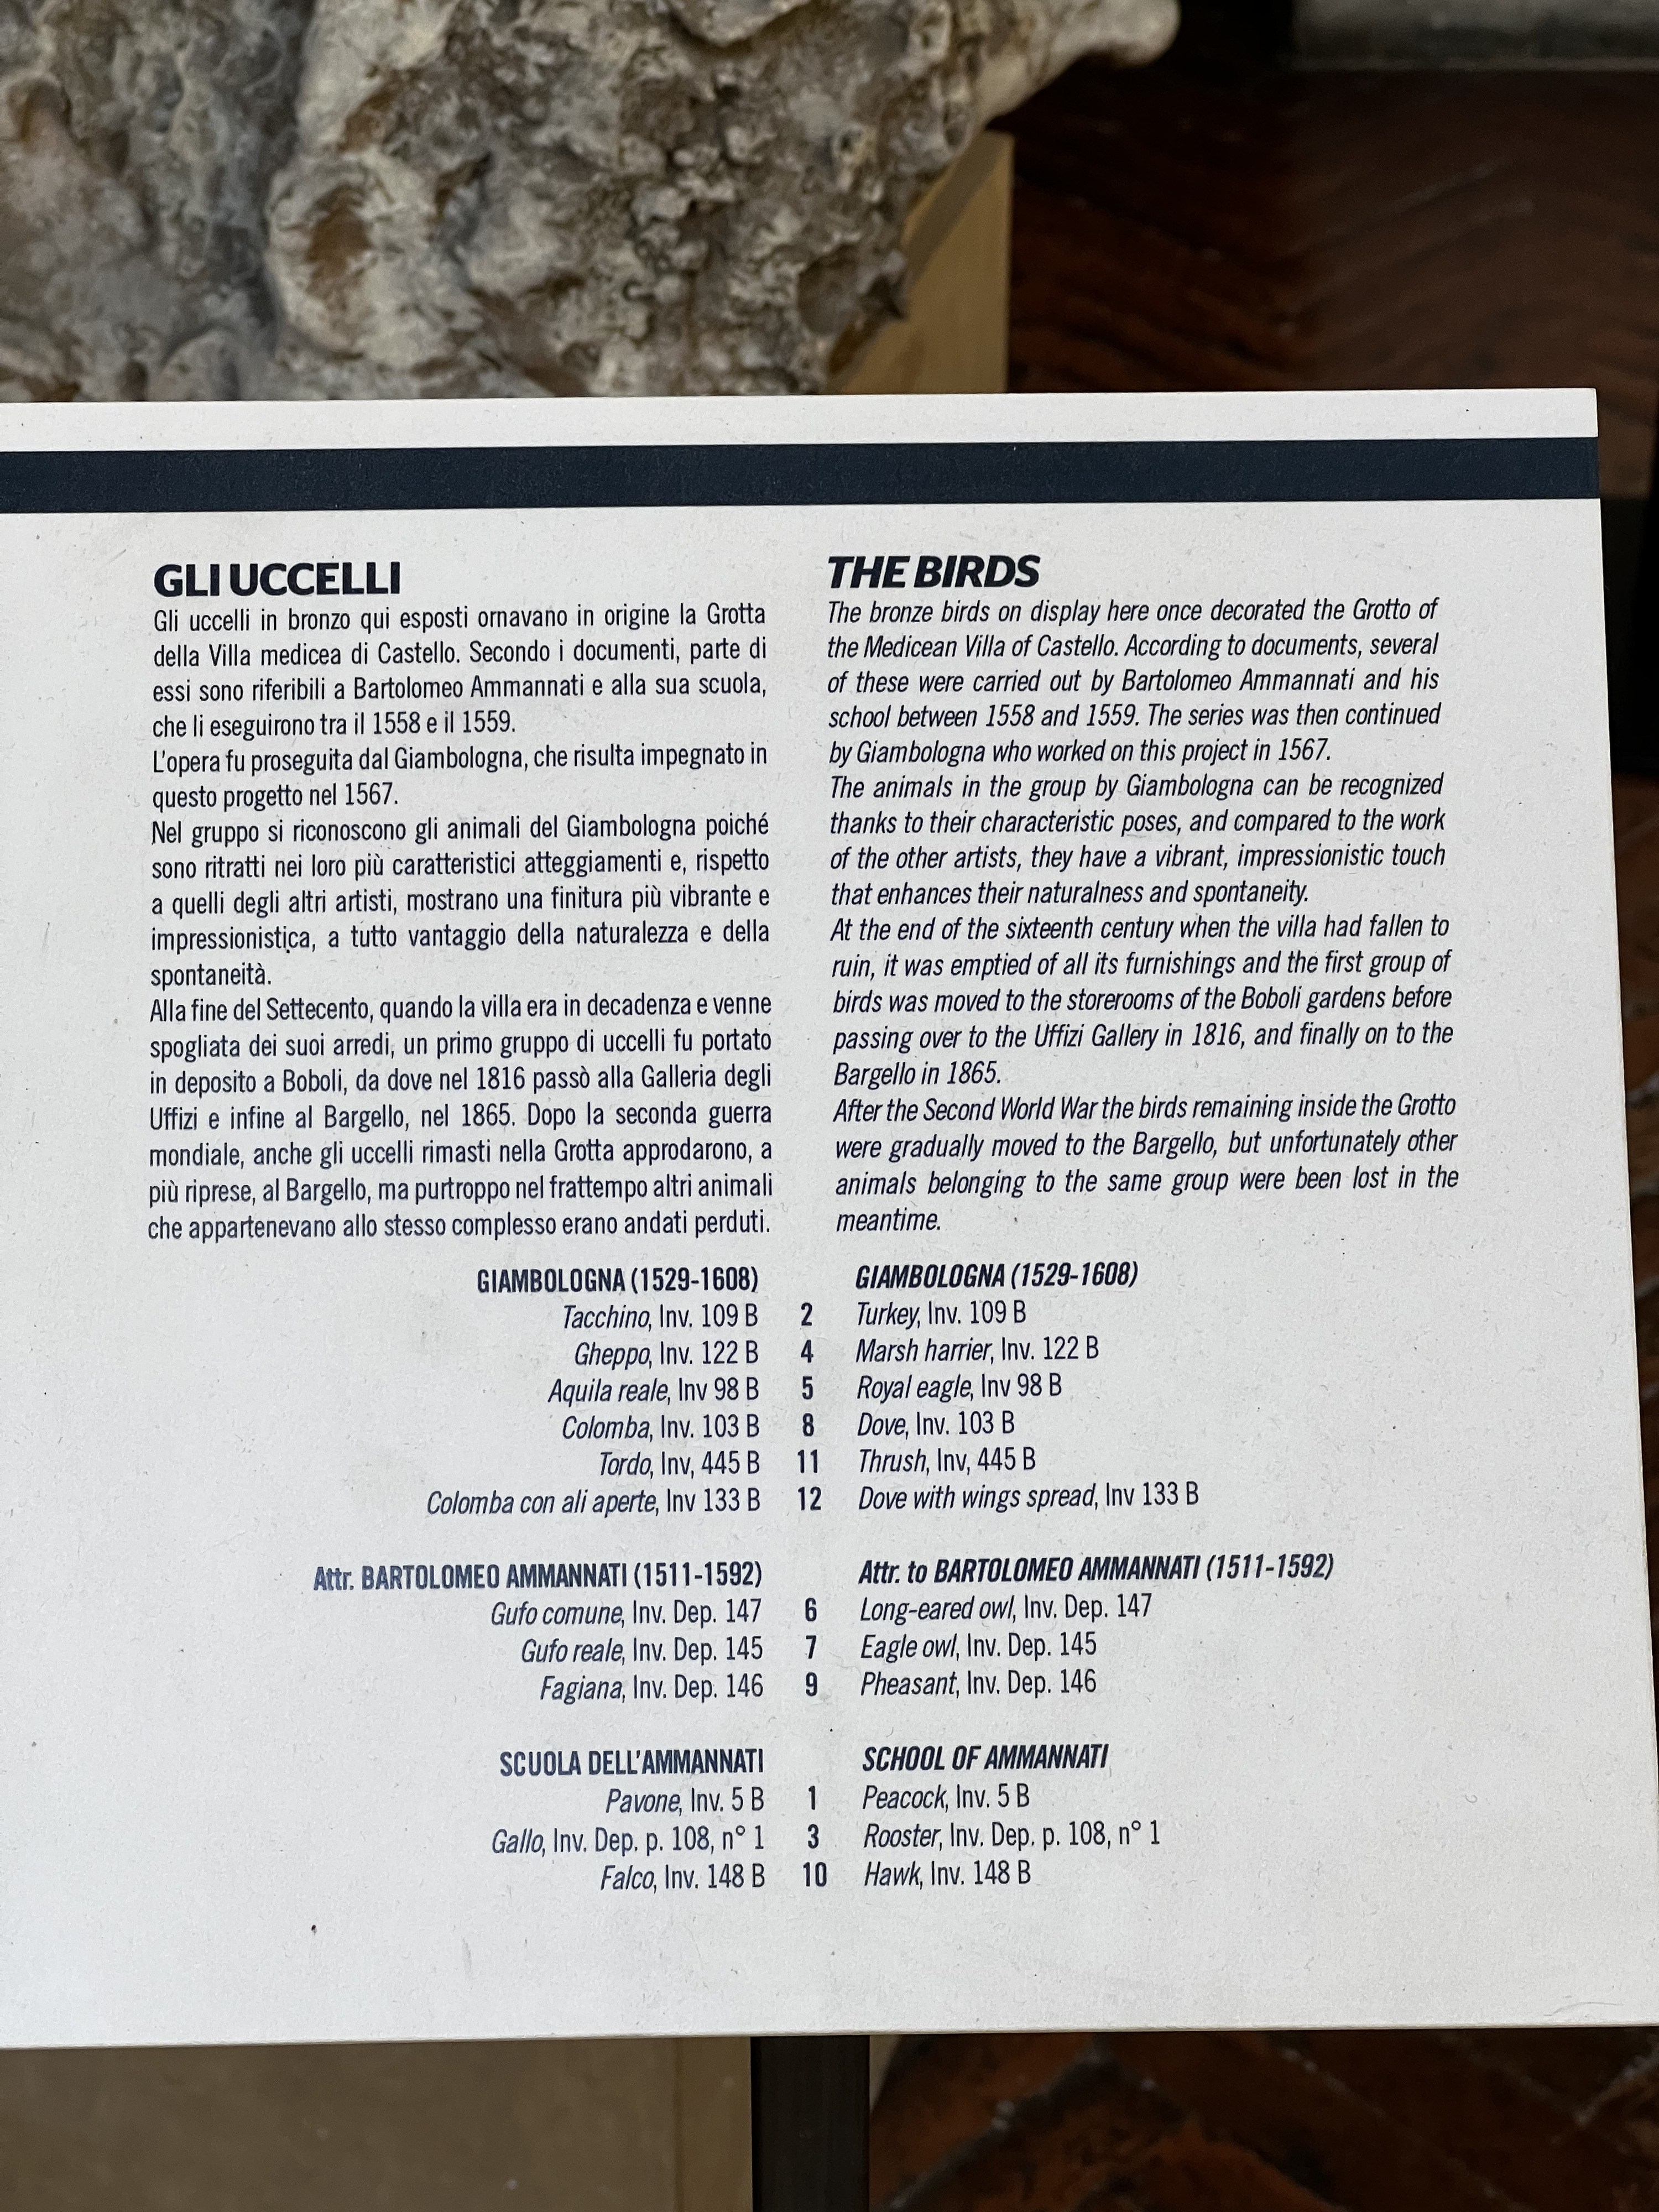 GLI UCCELLI
Gli uccelli in bronzo qui esposti ornavano in origine la Grotta
della Villa medicea di Castello. Secondo i documenti, parte di
essi sono riferibili a Bartolomeo Ammannati e alla sua scuola,
che li eseguirono tra il 1558 e il 1559.
L'opera fu proseguita dal Giambologna, che risulta impegnato in
questo progetto nel 1567.
Nel gruppo si riconoscono gli animali del Giambologna poiché
sono ritratti nei loro più caratteristici atteggiamenti e, rispetto
a quelli degli altri artisti, mostrano una finitura più vibrante e
impressionistica, a tutto vantaggio della naturalezza e della
spontaneità.
Alla fine del Settecento, quando la villa era in decadenza e venne
spogliata dei suoi arredi, un primo gruppo di uccelli fu portato
in deposito a Boboli, da dove nel 1816 passò alla Galleria degli
Uffizi e infine al Bargello, nel 1865. Dopo la seconda guerra
mondiale, anche gli uccelli rimasti nella Grotta approdarono, a
più riprese, al Bargello, ma purtroppo nel frattempo altri animali
che appartenevano allo stesso complesso erano andati perduti.
THE BIRDS
The bronze birds on display here once decorated the Grotto of
the Medicean Villa of Castello. According to documents, several
of these were carried out by Bartolomeo Ammannati and his
school between 1558 and 1559. The series was then continued
by Giambologna who worked on this project in 1567.
The animals in the group by Giambologna can be recognized
thanks to their characteristic poses, and compared to the work
of the other artists, they have a vibrant, impressionistic touch
that enhances their naturalness and spontaneity.
At the end of the sixteenth century when the villa had fallen to
ruin, it was emptied of all its furnishings and the first group of
birds was moved to the storerooms of the Boboli gardens before
passing over to the Uffizi Gallery in 1816, and finally on to the
Bargello in 1865.
After the Second World War the birds remaining inside the Grotto
were gradually moved to the Bargello, but unfortunately other
animals belonging to the same group were been lost in the
meantime.
GIAMBOLOGNA (1529-1608) GIAMBOLOGNA (1529-1608)
Tacchino, Inv. 109 B 2 Turkey, Inv. 109 B
Gheppo, Inv. 122 B 4 Marsh harrier, Inv. 122 B
Aquila reale, Inv 98 B 5 Royal eagle, Inv 98 B
Colomba, Inv. 103 B 8 Dove, Inv. 103 B
Tordo, Inv, 445 B 11 Thrush, Inv, 445 B
Colomba con ali aperte, Inv 133 B 12 Dove with wings spread, Inv 133 B
Attr. BARTOLOMEO AMMANNATI (1511-1592) Attr. to BARTOLOMEO AMMANNATI (1511-1592)
Gufo comune, Inv. Dep. 147 6 Long-eared owl, Inv. Dep. 147
Gufo reale, Inv. Dep. 145 7 Eagle owl, Inv. Dep. 145
Fagiana, Inv. Dep. 146 9 Pheasant, Inv. Dep. 146
SCUOLA DELL'AMMANNATI SCHOOL OF AMMANNATI
Pavone, Inv. 5 B 1 Peacock, Inv. 5 B
Gallo, Inv. Dep. p. 108, n° 1 3 Rooster, Inv. Dep. p. 108, n° 1
Falco, Inv. 148 B 10 Hawk, Inv. 148 B